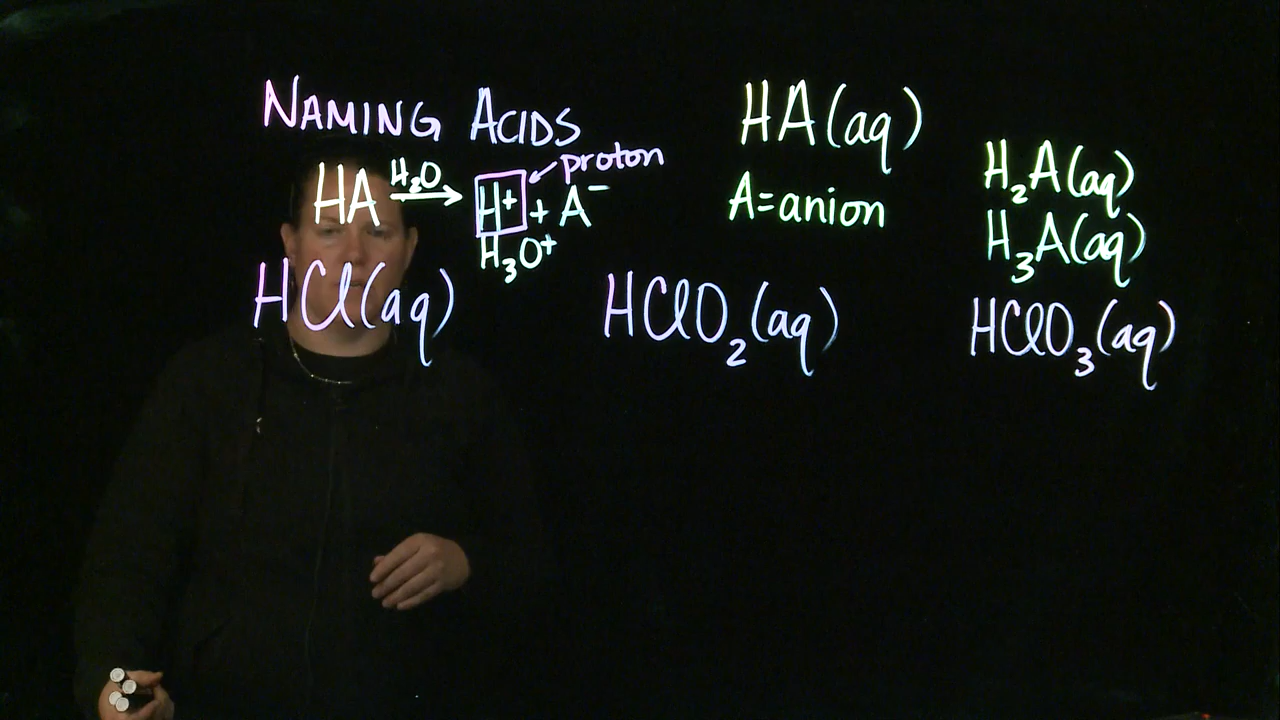 NAMING ACIDS
proton
HA H₂O → H⁺ + A⁻
H₃O⁺
HA(aq)
A=anion
H₂A(aq)
H₃A(aq)
HCl(aq)
HClO₂(aq)
HClO₃(aq)